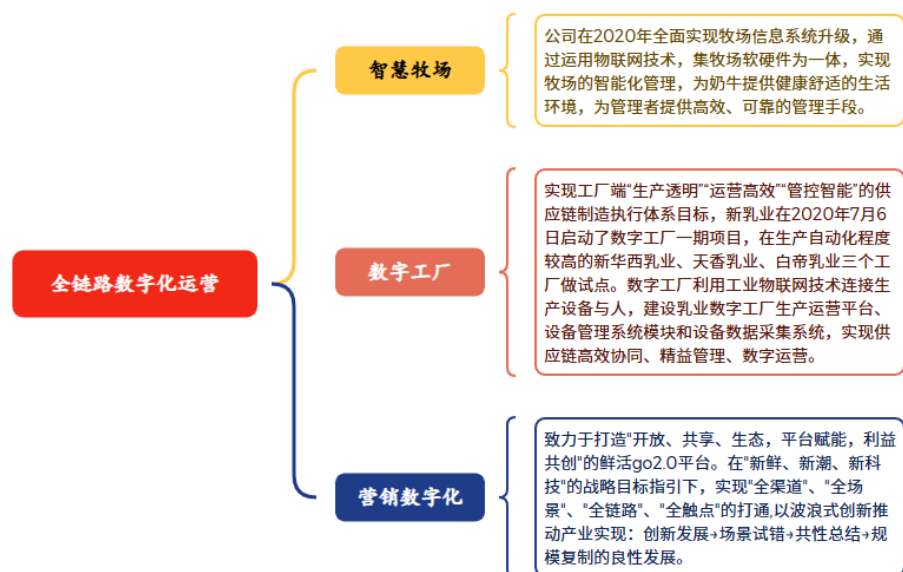 全链路数字化运营
智慧牧场
公司在2020年全面实现牧场信息系统升级，通
过运用物联网技术，集牧场软硬件为一体，实现
牧场的智能化管理，为奶牛提供健康舒适的生活
环境，为管理者提供高效、可靠的管理手段。
数字工厂
实现工厂端“生产透明”“运营高效”“管控智能”的供
应链制造执行体系目标，新乳业在2020年7月6
日启动了数字工厂一期项目，在生产自动化程度
较高的新华西乳业、天香乳业、白帝乳业三个工
厂做试点。数字工厂利用工业物联网技术连接生
产设备与人，建设乳业数字工厂生产运营平台、
设备管理系统模块和设备数据采集系统，实现供
应链高效协同、精益管理、数字运营。
营销数字化
致力于打造"开放、共享、生态，平台赋能，利益
共创"的鲜活go2.0平台。在"新鲜、新潮、新科
技"的战略目标指引下，实现"全渠道"、"全场
景"、"全链路"、"全触点"的打通,以波浪式创新推
动产业实现：创新发展→场景试错→共性总结→规
模复制的良性发展。